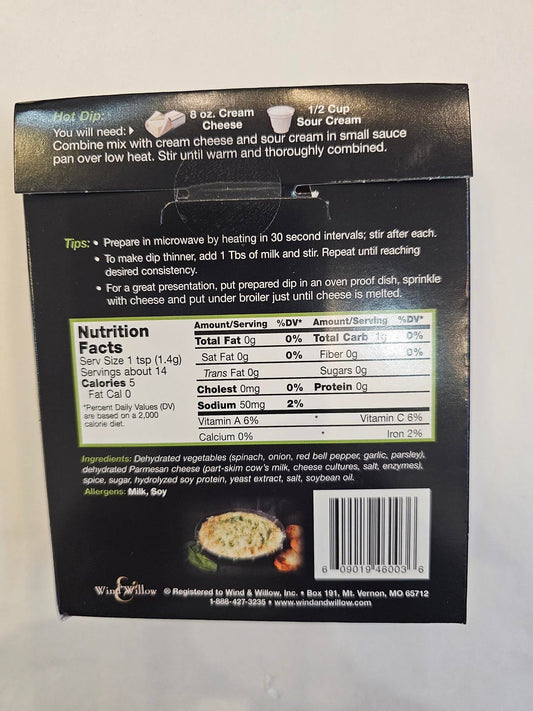 Hot Dip:
You will need:
8 oz. Cream
Cheese
1/2 Cup
Sour Cream
Combine mix with cream cheese and sour cream in small sauce
pan over low heat. Stir until warm and thoroughly combined.
Tips: • Prepare in microwave by heating in 30 second intervals; stir after each.
• To make dip thinner, add 1 Tbs of milk and stir. Repeat until reaching
desired consistency.
• For a great presentation, put prepared dip in an oven proof dish, sprinkle
with cheese and put under broiler just until cheese is melted.
Nutrition
Facts
Serv Size 1 tsp (1.4g)
Servings about 14
Calories 5
Fat Cal 0
*Percent Daily Values (DV)
are based on a 2,000
calorie diet.
Amount/Serving %DV*
Total Fat 0g 0%
Sat Fat 0g 0%
Trans Fat 0g
Cholest 0mg 0%
Sodium 50mg 2%
Amount/Serving %DV*
Total Carb 1g 0%
Fiber 0g 0%
Sugars 0g
Protein 0g
Vitamin A 6% • Vitamin C 6%
Calcium 0% • Iron 2%
Ingredients: Dehydrated vegetables (spinach, onion, red bell pepper, garlic, parsley),
dehydrated Parmesan cheese (part-skim cow's milk, cheese cultures, salt, enzymes),
spice, sugar, hydrolyzed soy protein, yeast extract, salt, soybean oil.
Allergens: Milk, Soy
6 09019 46003 6
Wind & Willow
® Registered to Wind & Willow, Inc. • Box 191, Mt. Vernon, MO 65712
1-888-427-3235 • www.windandwillow.com